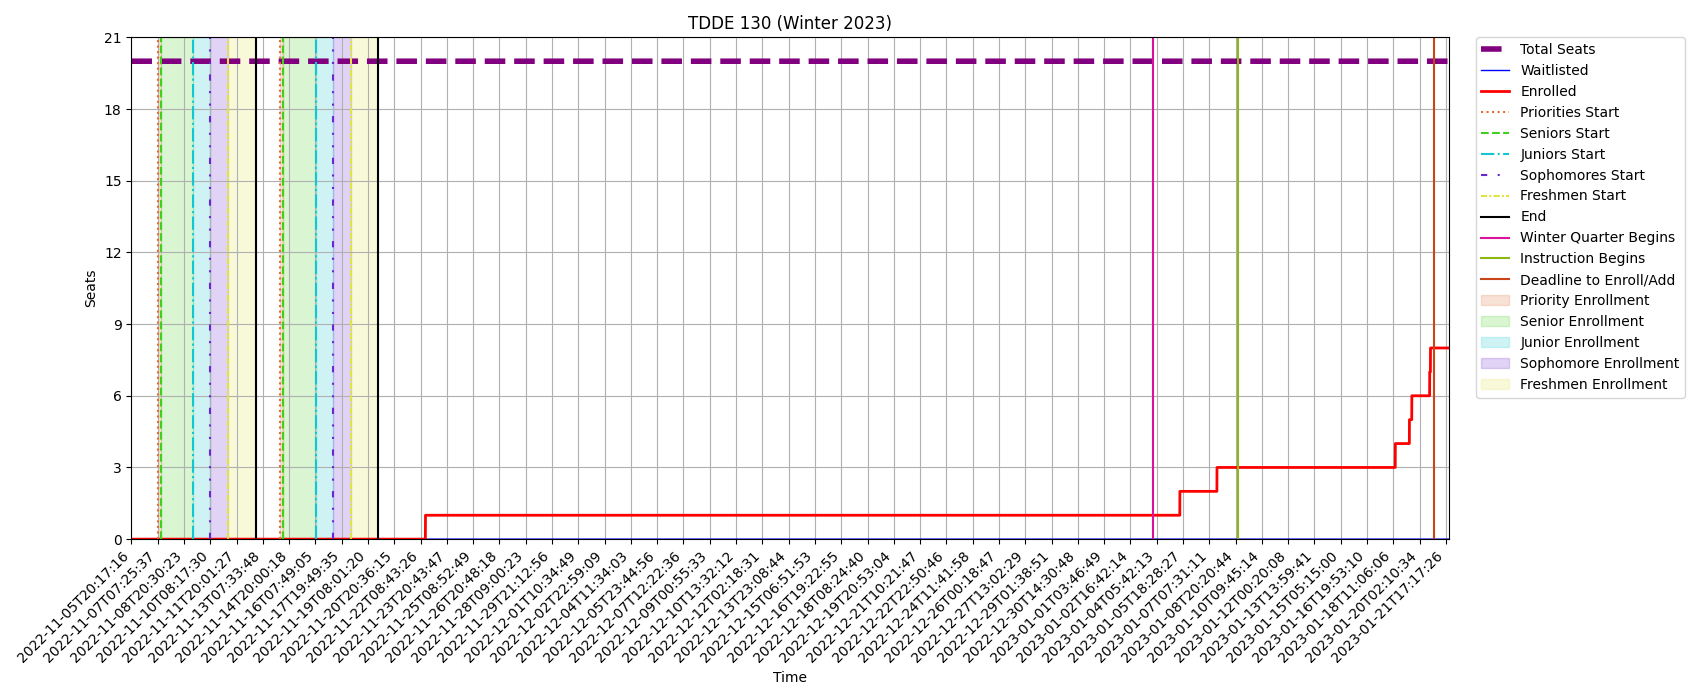 TDDE 130 (Winter 2023)
21
18
15
12
9
6
3
0
Seats
2022-11-05T20:17:16
2022-11-07T07:25:37
2022-11-08T20:30:23
2022-11-10T08:17:30
2022-11-11T20:01:27
2022-11-13T07:33:48
2022-11-14T20:00:18
2022-11-16T07:49:05
2022-11-17T19:49:35
2022-11-19T08:01:20
2022-11-20T20:36:15
2022-11-22T08:43:26
2022-11-23T20:43:47
2022-11-25T08:52:49
2022-11-26T20:48:18
2022-11-28T09:00:23
2022-11-29T21:12:56
2022-12-01T10:34:49
2022-12-02T22:59:09
2022-12-04T11:34:03
2022-12-05T23:44:56
2022-12-07T12:22:36
2022-12-09T00:55:33
2022-12-10T13:32:12
2022-12-12T02:18:31
2022-12-13T23:08:44
2022-12-15T06:51:53
2022-12-16T19:22:55
2022-12-18T08:24:40
2022-12-19T20:53:04
2022-12-21T10:21:47
2022-12-22T22:50:46
2022-12-24T11:41:58
2022-12-26T00:18:47
2022-12-27T13:02:29
2022-12-29T01:38:51
2022-12-30T14:30:48
2023-01-01T03:46:49
2023-01-02T16:42:14
2023-01-04T05:42:13
2023-01-05T18:28:27
2023-01-07T07:31:11
2023-01-08T20:20:44
2023-01-10T09:45:14
2023-01-12T00:20:08
2023-01-13T13:59:41
2023-01-15T05:15:00
2023-01-16T19:53:10
2023-01-18T11:06:06
2023-01-20T02:10:34
2023-01-21T17:17:26
Time
Total Seats
Waitlisted
Enrolled
Priorities Start
Seniors Start
Juniors Start
Sophomores Start
Freshmen Start
End
Winter Quarter Begins
Instruction Begins
Deadline to Enroll/Add
Priority Enrollment
Senior Enrollment
Junior Enrollment
Sophomore Enrollment
Freshmen Enrollment